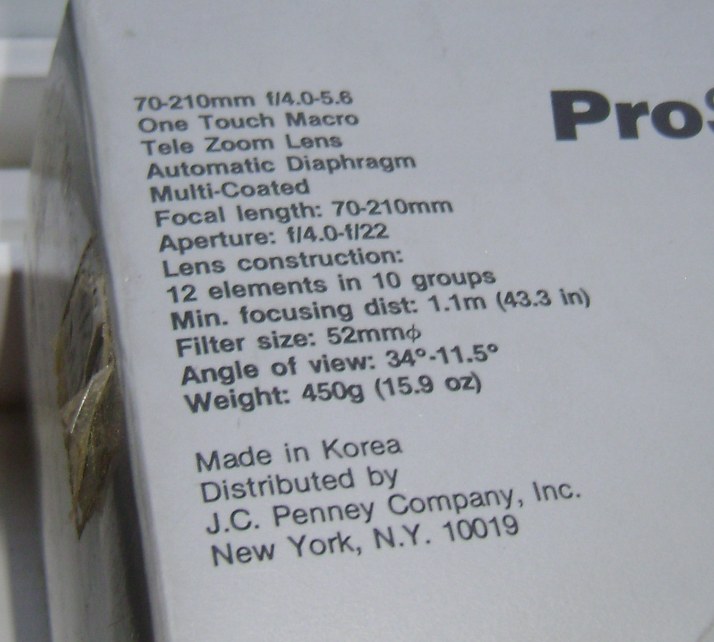 70-210mm f/4.0-5.6
One Touch Macro
Tele Zoom Lens
Automatic Diaphragm
Multi-Coated
Focal length: 70-210mm
Aperture: f/4.0-f/22
Lens construction:
12 elements in 10 groups
Min. focusing dist: 1.1m (43.3 in)
Filter size: 52mmϕ
Angle of view: 34°-11.5°
Weight: 450g (15.9 oz)
Made in Korea
Distributed by
J.C. Penney Company, Inc.
New York, N.Y. 10019
ProS